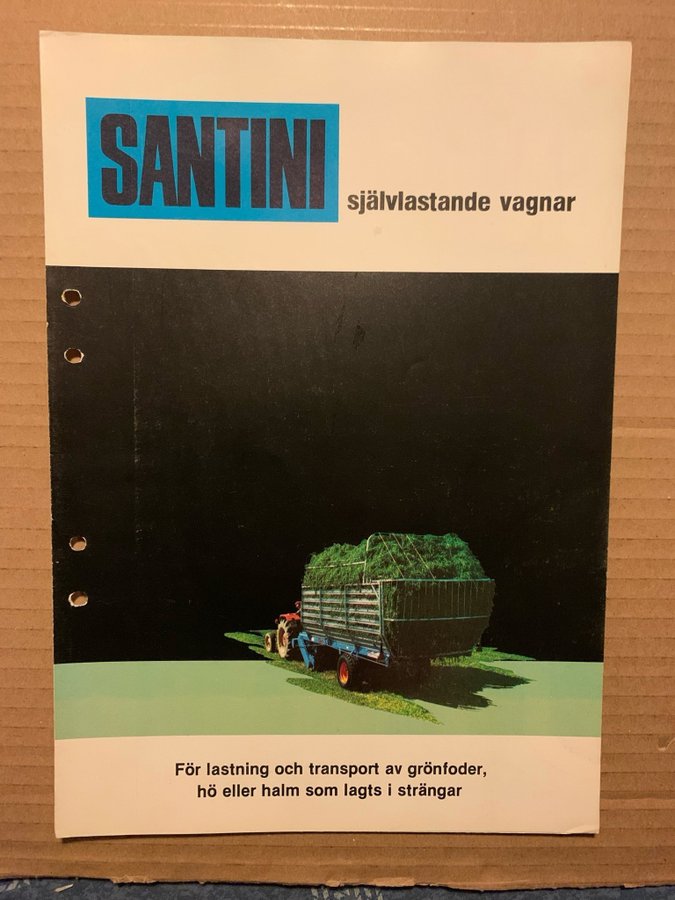 SANTINI
självlastande vagnar
För lastning och transport av grönfoder,
hö eller halm som lagts i strängar